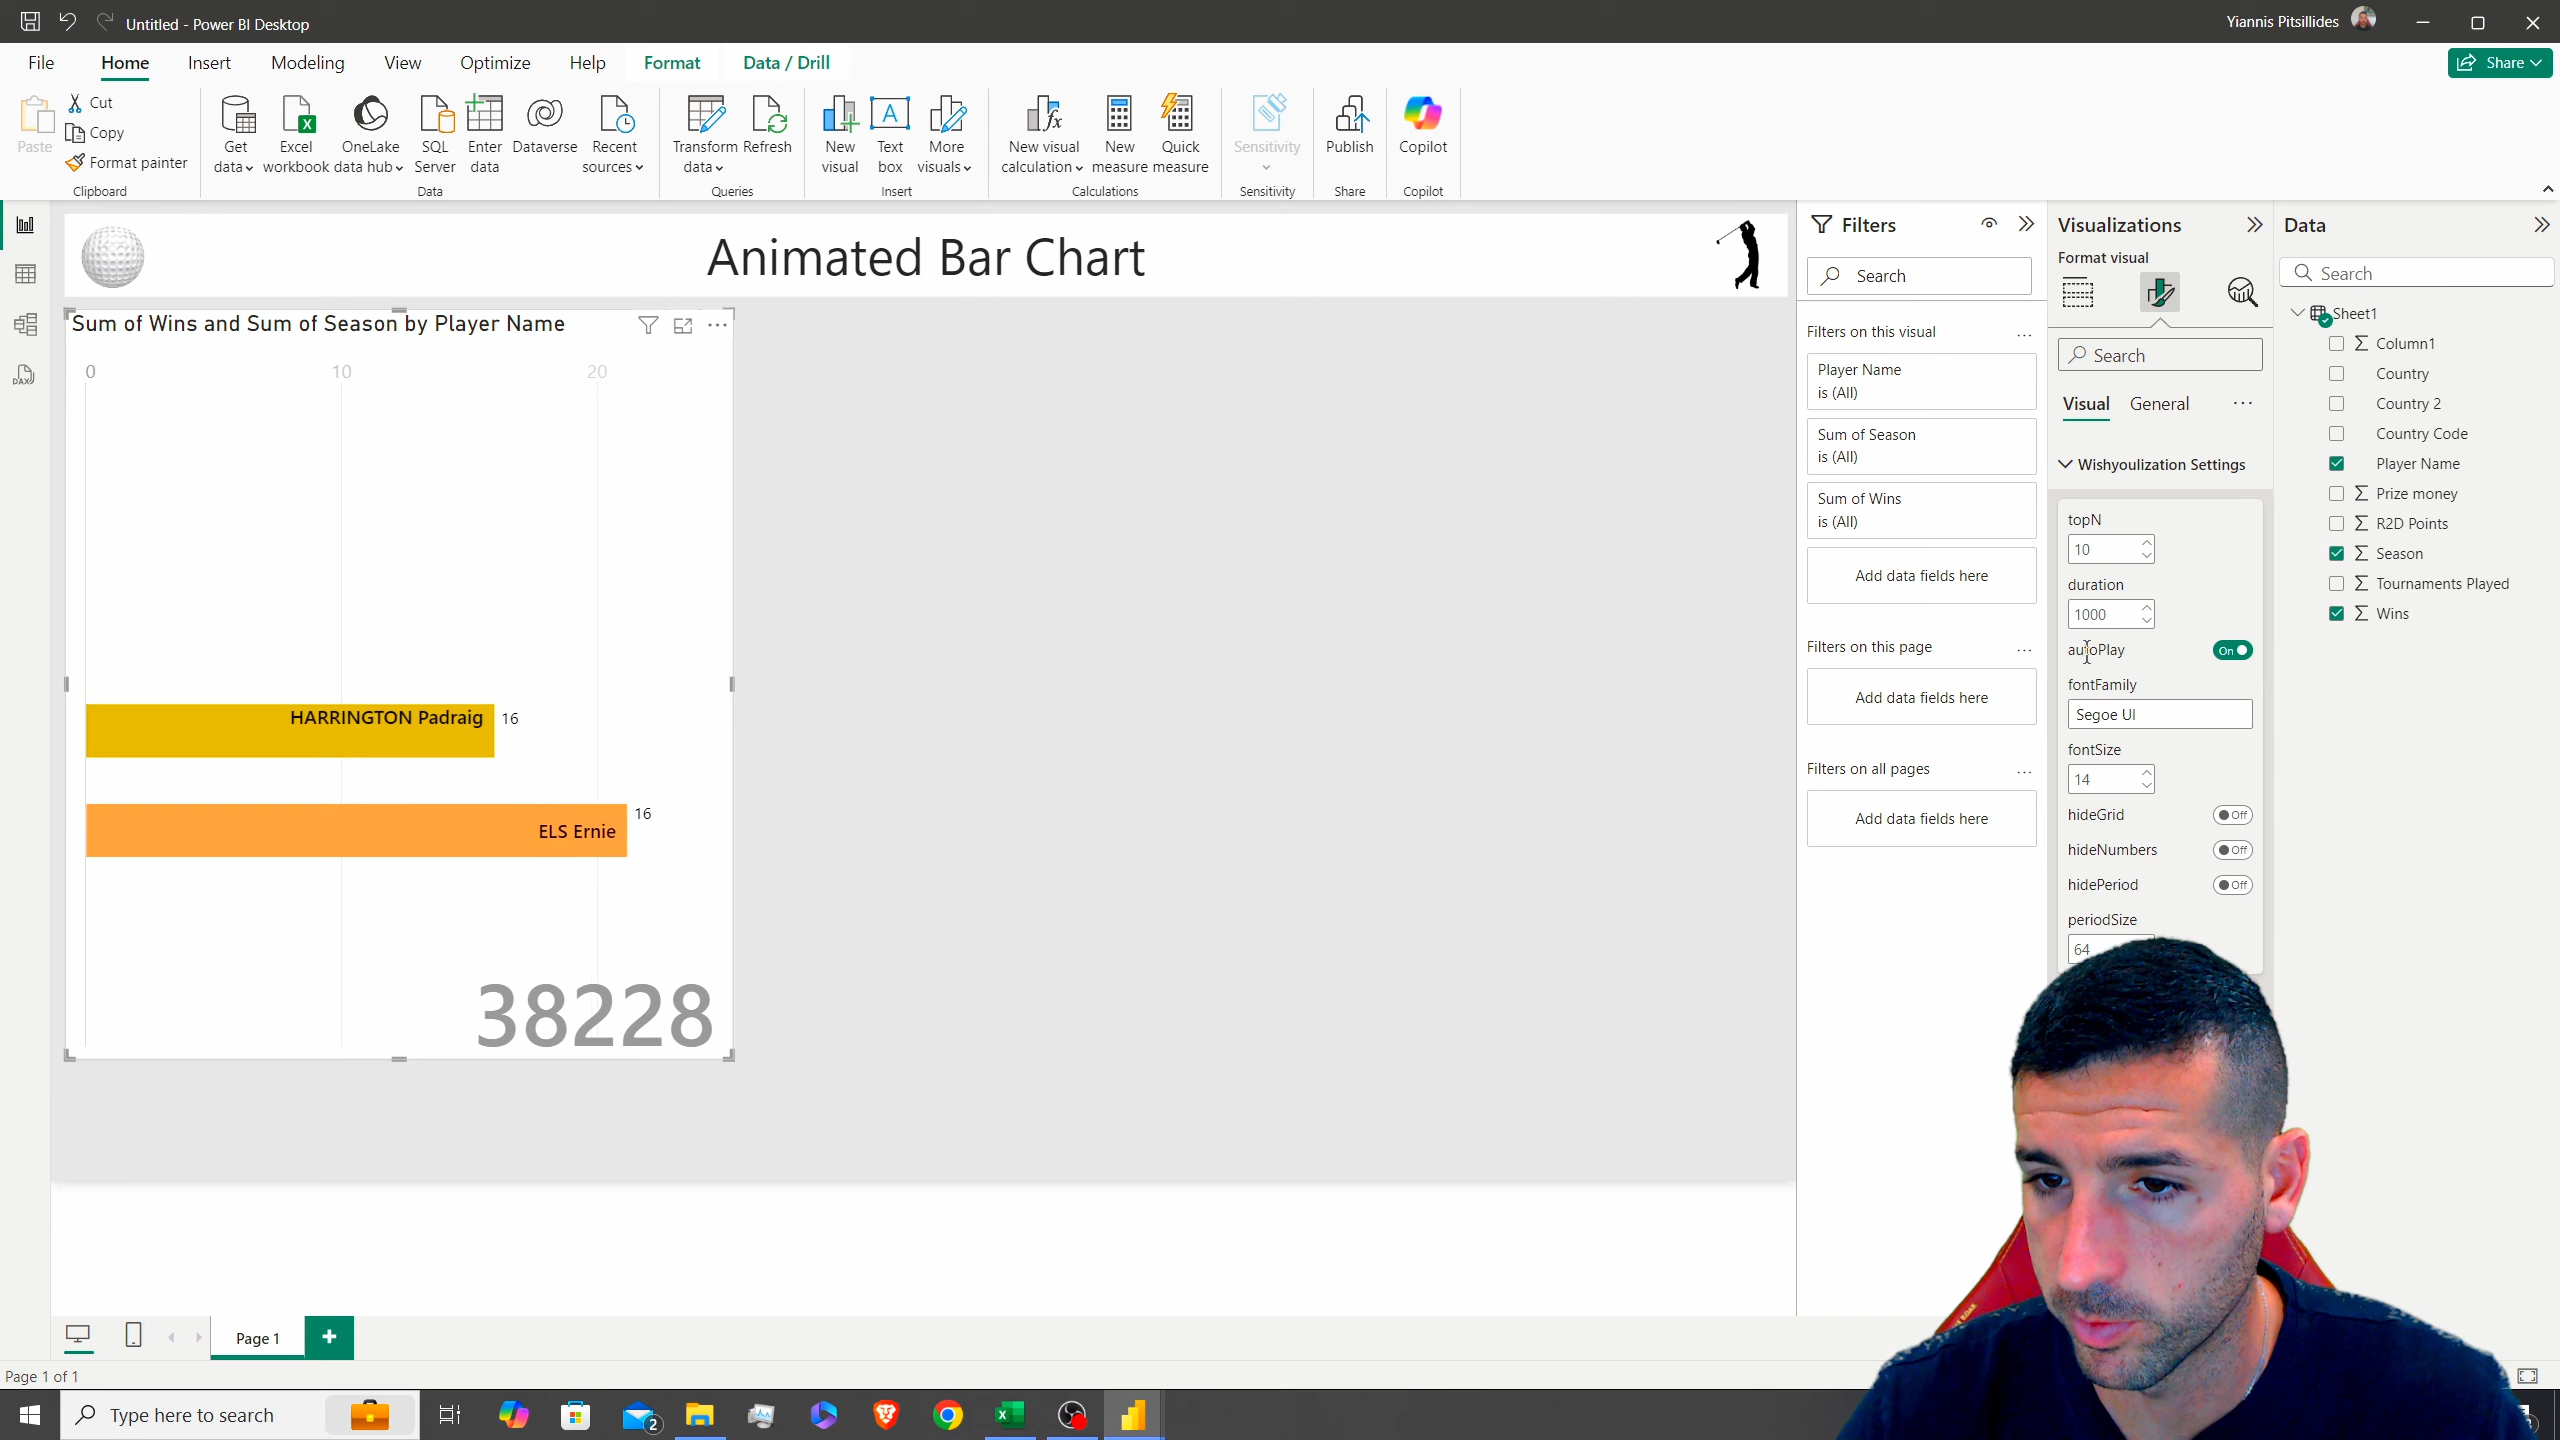 Untitled - Power BI Desktop
Yiannis Pitsillides
File Home Insert Modeling View Optimize Help Format Data / Drill
Share
Paste
Cut
Copy
Format painter
Clipboard
Get data
Excel workbook
OneLake data hub
SQL Server
Enter data
Dataverse
Recent sources
Data
Transform data
Refresh
Queries
New visual
Text box
More visuals
Insert
New visual calculation
New measure
Quick measure
Calculations
Sensitivity
Sensitivity
Publish
Share
Copilot
Copilot
DAX
Animated Bar Chart
Sum of Wins and Sum of Season by Player Name
0 10 20
HARRINGTON Padraig 16
16
ELS Ernie
38228
Filters
Search
Filters on this visual
Player Name
is (All)
Sum of Season
is (All)
Sum of Wins
is (All)
Add data fields here
Filters on this page
Add data fields here
Filters on all pages
Add data fields here
Visualizations
Format visual
Search
Visual General
Wishyoulization Settings
topN
10
duration
1000
autoPlay On
fontFamily
Segoe UI
fontSize
14
hideGrid Off
hideNumbers Off
hidePeriod Off
periodSize
64
Data
Search
Sheet1
Column1
Country
Country 2
Country Code
Player Name
Prize money
R2D Points
Season
Tournaments Played
Wins
Page 1
Page 1 of 1
Type here to search
2